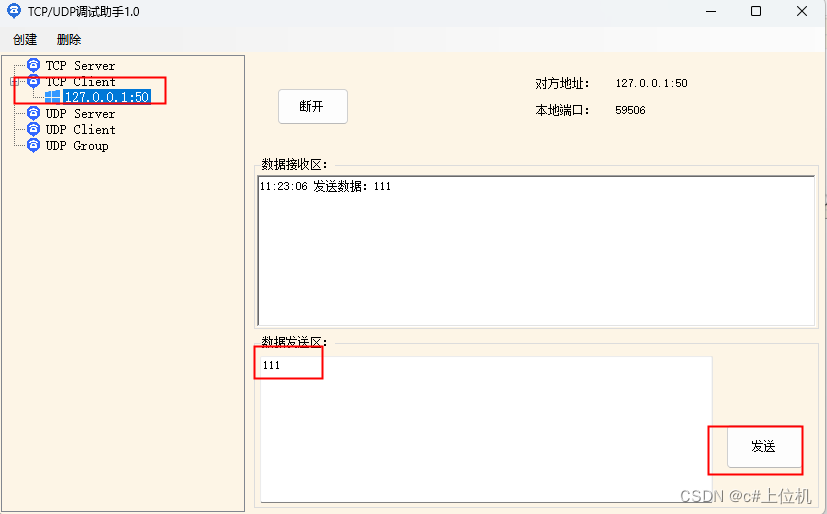 TCP/UDP调试助手1.0
创建 删除
TCP Server
TCP Client
127.0.0.1:50
UDP Server
UDP Client
UDP Group
断开
对方地址： 127.0.0.1:50
本地端口： 59506
数据接收区：
11:23:06 发送数据：111
数据发送区：
111
发送
CSDN @c#上位机